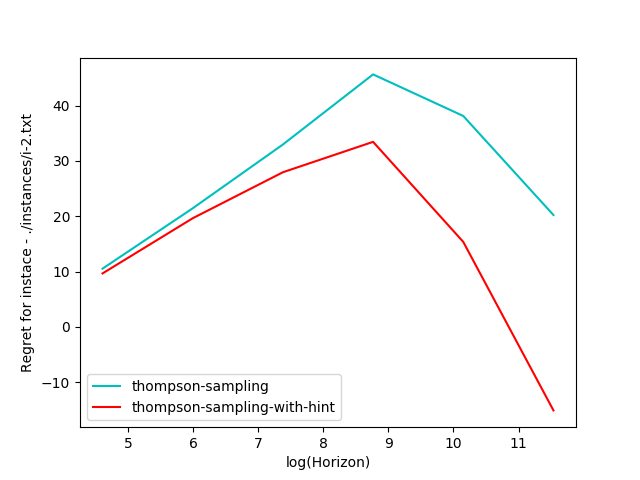 Regret for instace - ./instances/i-2.txt
40
30
20
10
0
−10
thompson-sampling
thompson-sampling-with-hint
5 6 7 8 9 10 11
log(Horizon)